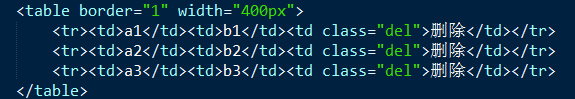 <table border="1" width="400px">
    <tr><td>a1</td><td>b1</td><td class="del">删除</td></tr>
    <tr><td>a2</td><td>b2</td><td class="del">删除</td></tr>
    <tr><td>a3</td><td>b3</td><td class="del">删除</td></tr>
</table>